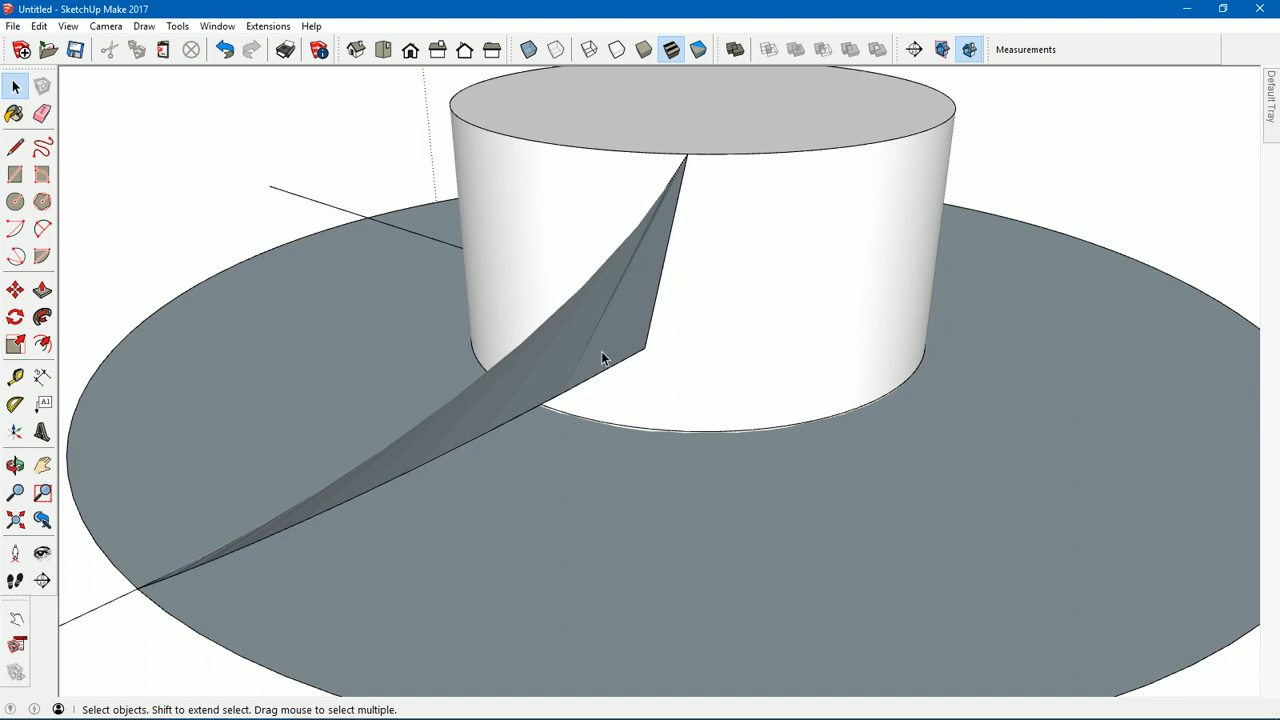 Untitled - SketchUp Make 2017
File Edit View Camera Draw Tools Window Extensions Help
Measurements
Default Tray
A1
Select objects. Shift to extend select. Drag mouse to select multiple.